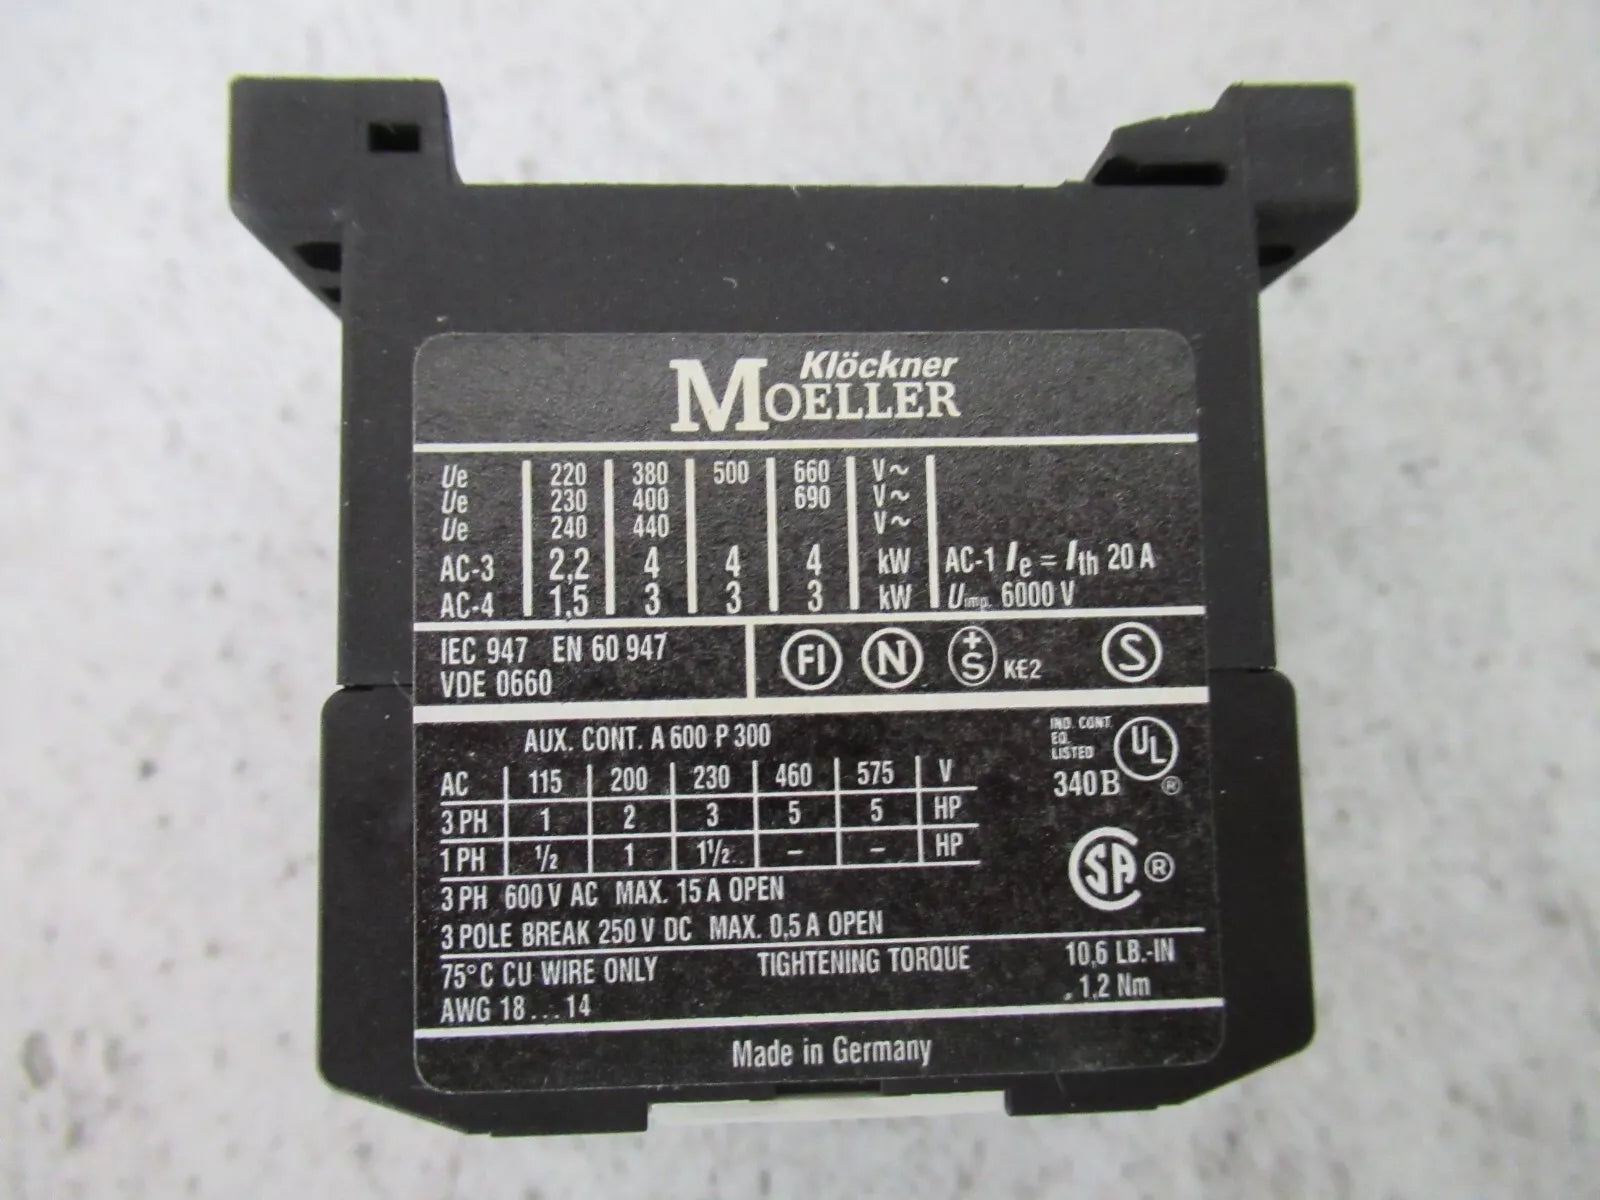 Klöckner
MOELLER
Ue 220 380 500 660 V~
Ue 230 400 690 V~
Ue 240 440 V~
AC-3 2,2 4 4 4 kW AC-1 Ie = Ith 20 A
AC-4 1,5 3 3 3 kW Uimp. 6000 V
IEC 947 EN 60 947
VDE 0660
FI N +S KE2 S
AUX. CONT. A 600 P 300
IND. CONT.
EQ.
LISTED
340B UL ®
AC 115 200 230 460 575 V
3 PH 1 2 3 5 5 HP
1 PH 1/2 1 1 1/2 – – HP
SA ®
3 PH 600 V AC MAX. 15 A OPEN
3 POLE BREAK 250 V DC MAX. 0,5 A OPEN
75°C CU WIRE ONLY TIGHTENING TORQUE 10,6 LB.-IN
AWG 18...14 1,2 Nm
Made in Germany